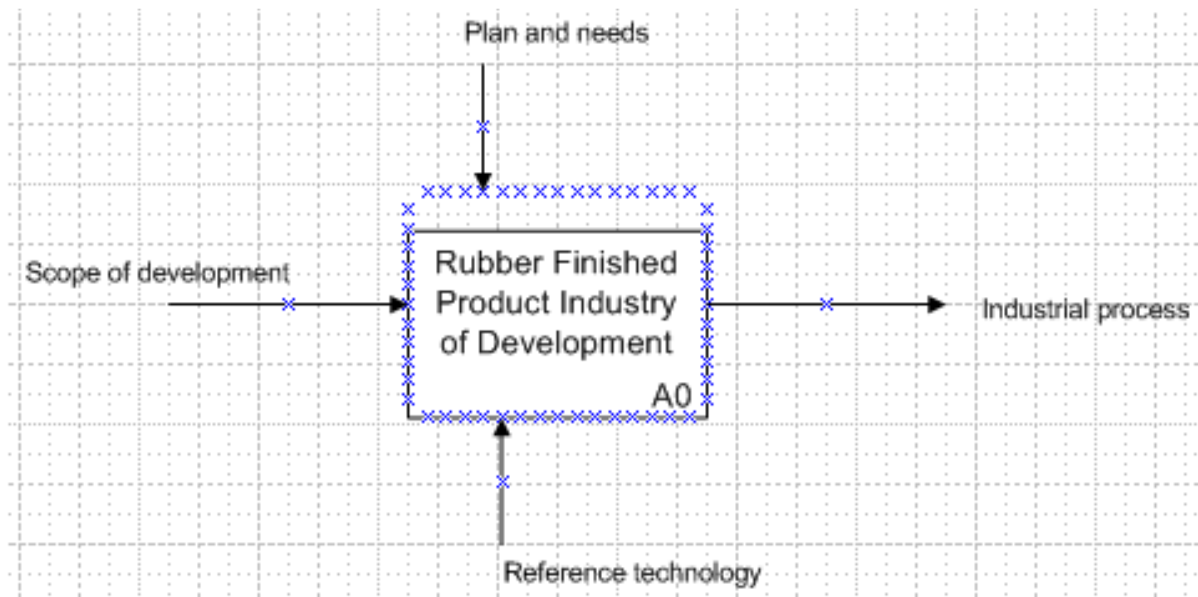 Plan and needs
Scope of development
Rubber Finished
Product Industry
of Development
A0
Industrial process
Reference technology